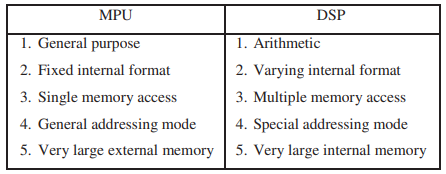 MPU DSP
1. General purpose 1. Arithmetic
2. Fixed internal format 2. Varying internal format
3. Single memory access 3. Multiple memory access
4. General addressing mode 4. Special addressing mode
5. Very large external memory 5. Very large internal memory